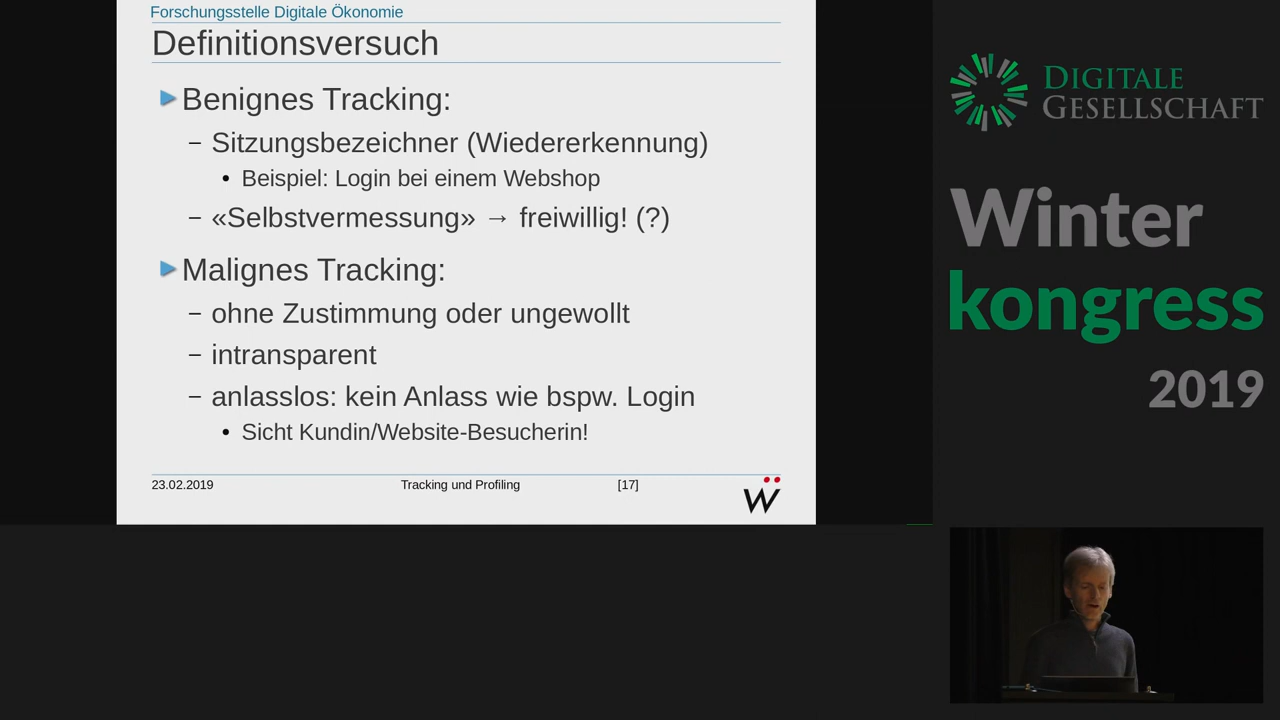 Forschungsstelle Digitale Ökonomie
Definitionsversuch
Benignes Tracking:
− Sitzungsbezeichner (Wiedererkennung)
• Beispiel: Login bei einem Webshop
− «Selbstvermessung» → freiwillig! (?)
Malignes Tracking:
− ohne Zustimmung oder ungewollt
− intransparent
− anlasslos: kein Anlass wie bspw. Login
• Sicht Kundin/Website-Besucherin!
23.02.2019 Tracking und Profiling [17]
Ẅ
DIGITALE
GESELLSCHAFT
Winter
kongress
2019